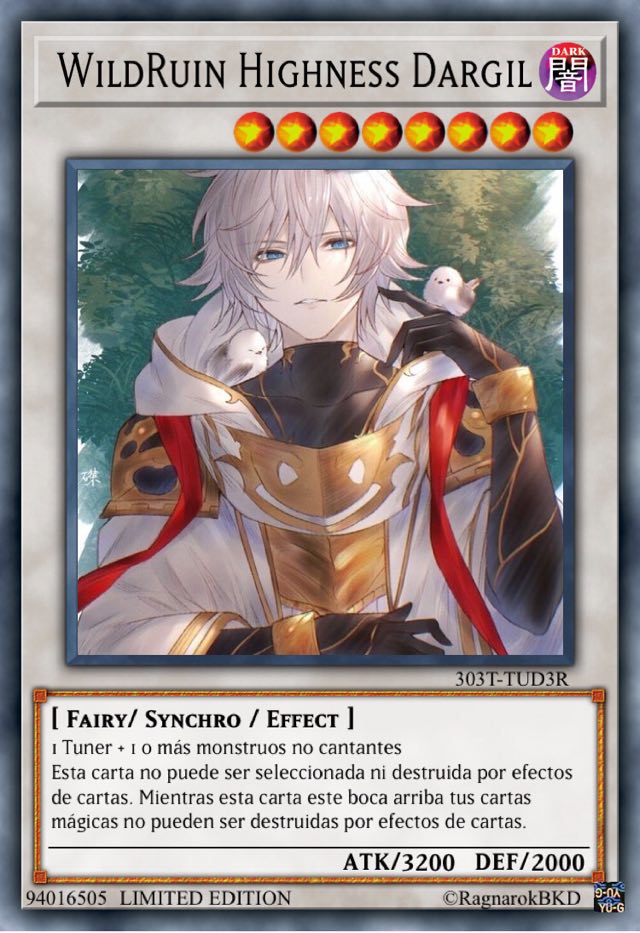 WildRuin Highness Dargil
DARK
闇
榤
303T-TUD3R
[ Fairy/ Synchro / Effect ]
1 Tuner + 1 o más monstruos no cantantes
Esta carta no puede ser seleccionada ni destruida por efectos
de cartas. Mientras esta carta este boca arriba tus cartas
mágicas no pueden ser destruidas por efectos de cartas.
ATK/3200 DEF/2000
94016505 LIMITED EDITION ©RagnarokBKD
YU-G